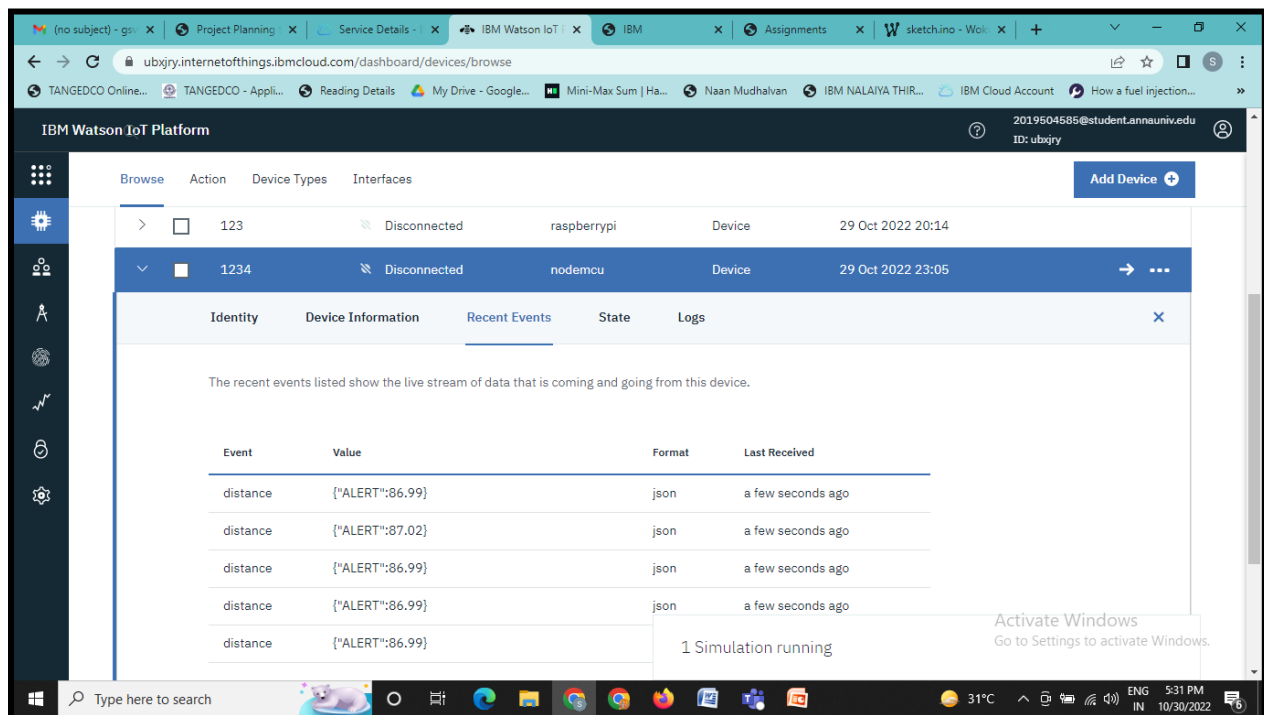 (no subject) - gsv
Project Planning
Service Details - I
IBM Watson IoT P
IBM
Assignments
sketch.ino - Wok
ubxjry.internetofthings.ibmcloud.com/dashboard/devices/browse
S
TANGEDCO Online...
TANGEDCO - Appli...
Reading Details
My Drive - Google...
Mini-Max Sum | Ha...
Naan Mudhalvan
IBM NALAIYA THIR...
IBM Cloud Account
How a fuel injection...
»
IBM Watson IoT Platform
2019504585@student.annauniv.edu
ID: ubxjry
Browse Action Device Types Interfaces
Add Device
123 Disconnected raspberrypi Device 29 Oct 2022 20:14
1234 Disconnected nodemcu Device 29 Oct 2022 23:05
Identity Device Information Recent Events State Logs
The recent events listed show the live stream of data that is coming and going from this device.
Event Value Format Last Received
distance {"ALERT":86.99} json a few seconds ago
distance {"ALERT":87.02} json a few seconds ago
distance {"ALERT":86.99} json a few seconds ago
distance {"ALERT":86.99} json a few seconds ago
distance {"ALERT":86.99}
1 Simulation running
Activate Windows
Go to Settings to activate Windows.
Type here to search
31°C
ENG
IN
5:31 PM
10/30/2022
6